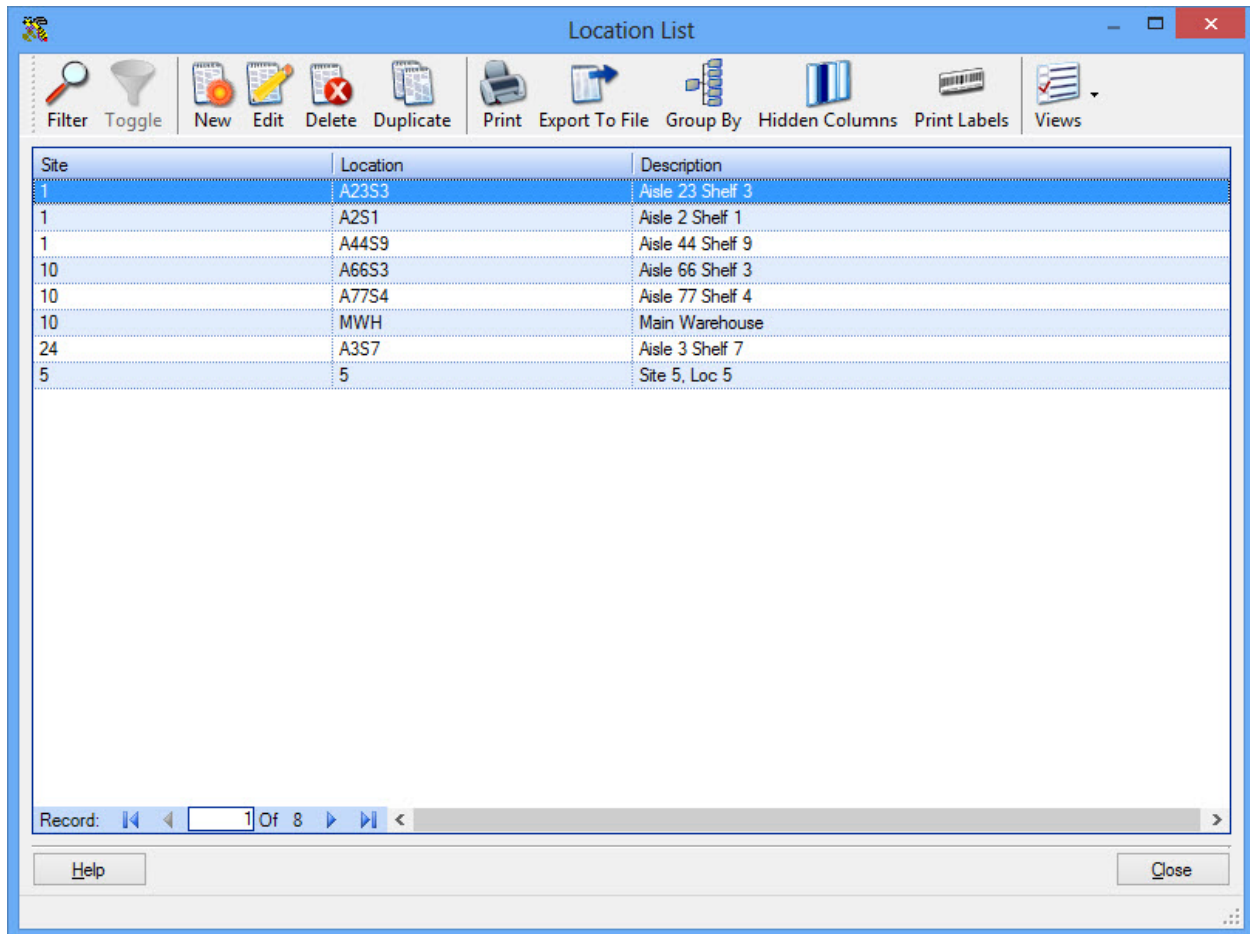 Location List
Filter Toggle New Edit Delete Duplicate Print Export To File Group By Hidden Columns Print Labels Views
Site Location Description
1 A23S3 Aisle 23 Shelf 3
1 A2S1 Aisle 2 Shelf 1
1 A44S9 Aisle 44 Shelf 9
10 A66S3 Aisle 66 Shelf 3
10 A77S4 Aisle 77 Shelf 4
10 MWH Main Warehouse
24 A3S7 Aisle 3 Shelf 7
5 5 Site 5, Loc 5
Record: 1 Of 8
Help Close